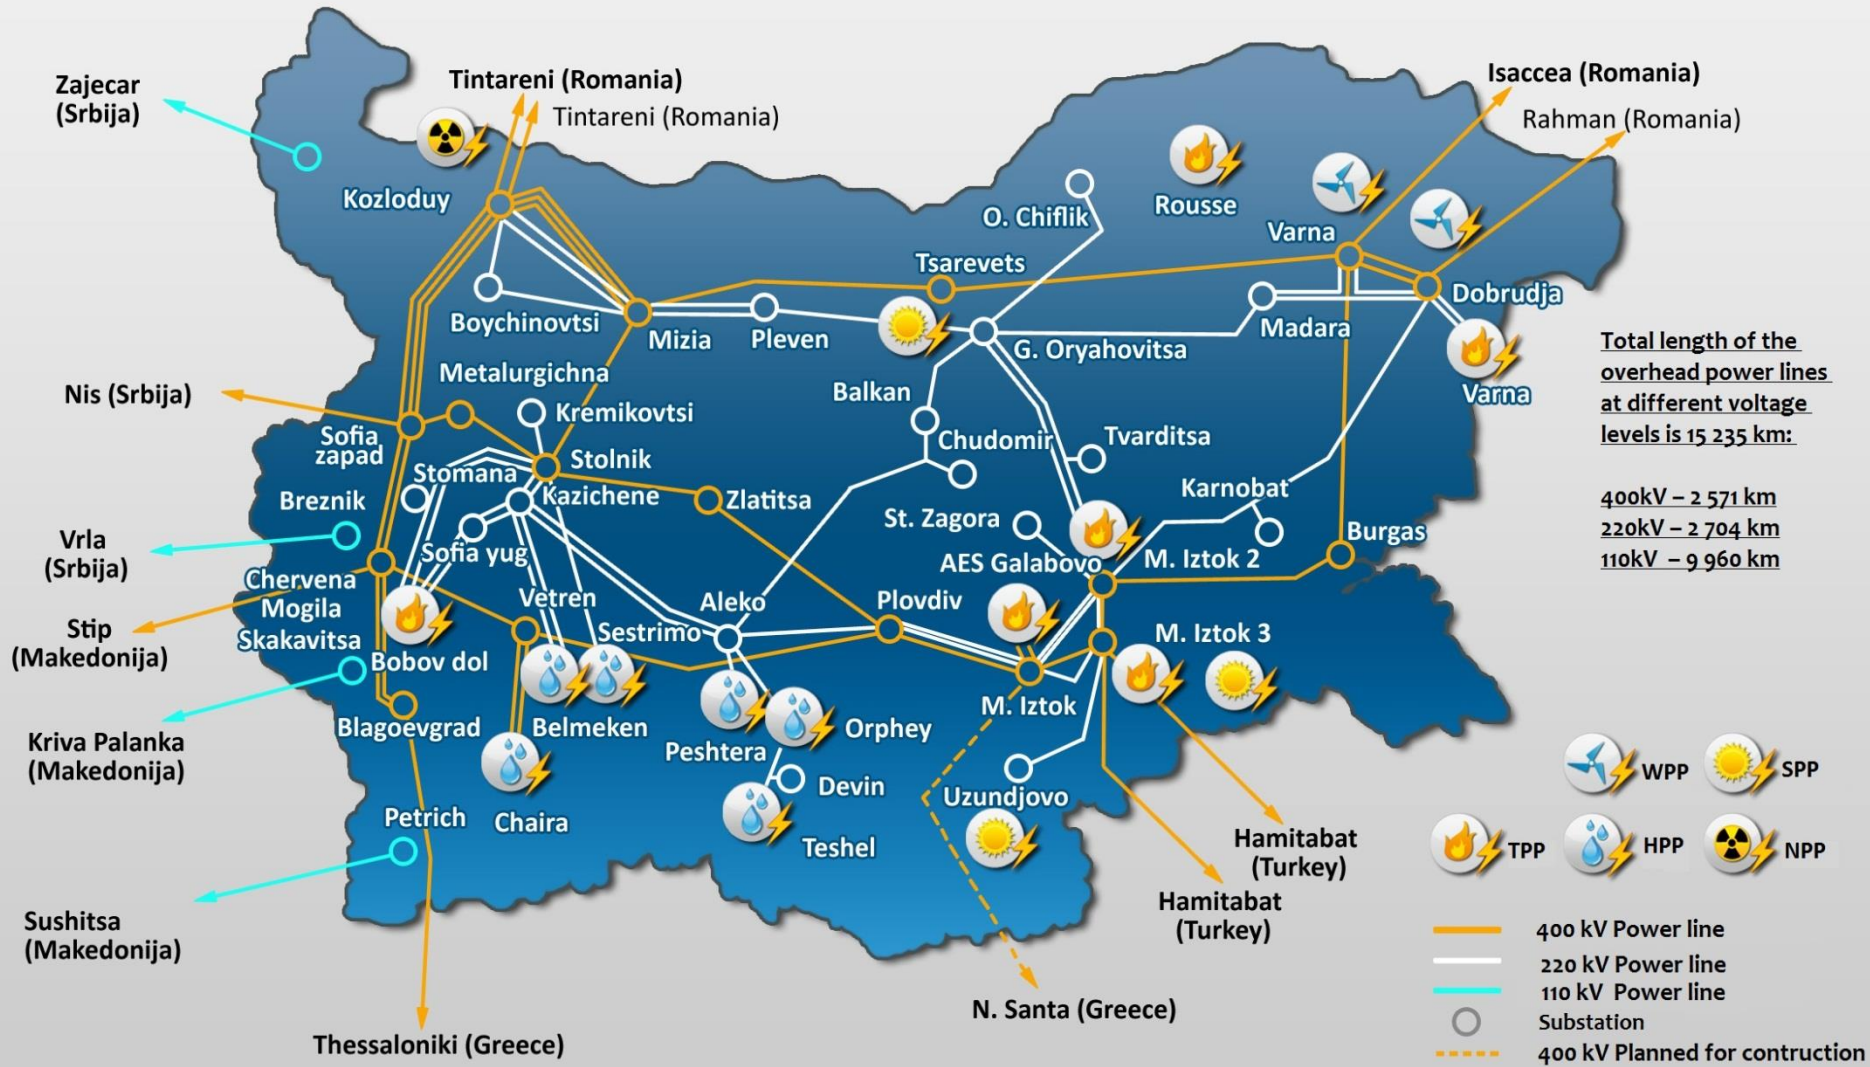 Zajecar
(Srbija)
Tintareni (Romania)
Tintareni (Romania)
Isaccea (Romania)
Rahman (Romania)
Kozloduy
O. Chiflik
Rousse
Varna
Tsarevets
Dobrudja
Boychinovtsi
Mizia
Pleven
G. Oryahovitsa
Madara
Varna
Metalurgichna
Nis (Srbija)
Kremikovtsi
Balkan
Sofia
zapad
Stolnik
Chudomir
Tvarditsa
Stomana
Kazichene
Zlatitsa
Karnobat
Breznik
St. Zagora
Burgas
Vrla
(Srbija)
Sofia yug
AES Galabovo
M. Iztok 2
Chervena
Mogila
Vetren
Aleko
Plovdiv
Stip
(Makedonija)
Skakavitsa
Sestrimo
M. Iztok 3
Bobov dol
M. Iztok
Blagoevgrad
Belmeken
Peshtera
Orphey
Kriva Palanka
(Makedonija)
Devin
Uzundjovo
Petrich
Chaira
Teshel
Hamitabat
(Turkey)
Hamitabat
(Turkey)
Sushitsa
(Makedonija)
N. Santa (Greece)
Thessaloniki (Greece)
Total length of the
overhead power lines
at different voltage
levels is 15 235 km:
400kV – 2 571 km
220kV – 2 704 km
110kV – 9 960 km
WPP
SPP
TPP
HPP
NPP
400 kV Power line
220 kV Power line
110 kV Power line
Substation
400 kV Planned for contruction